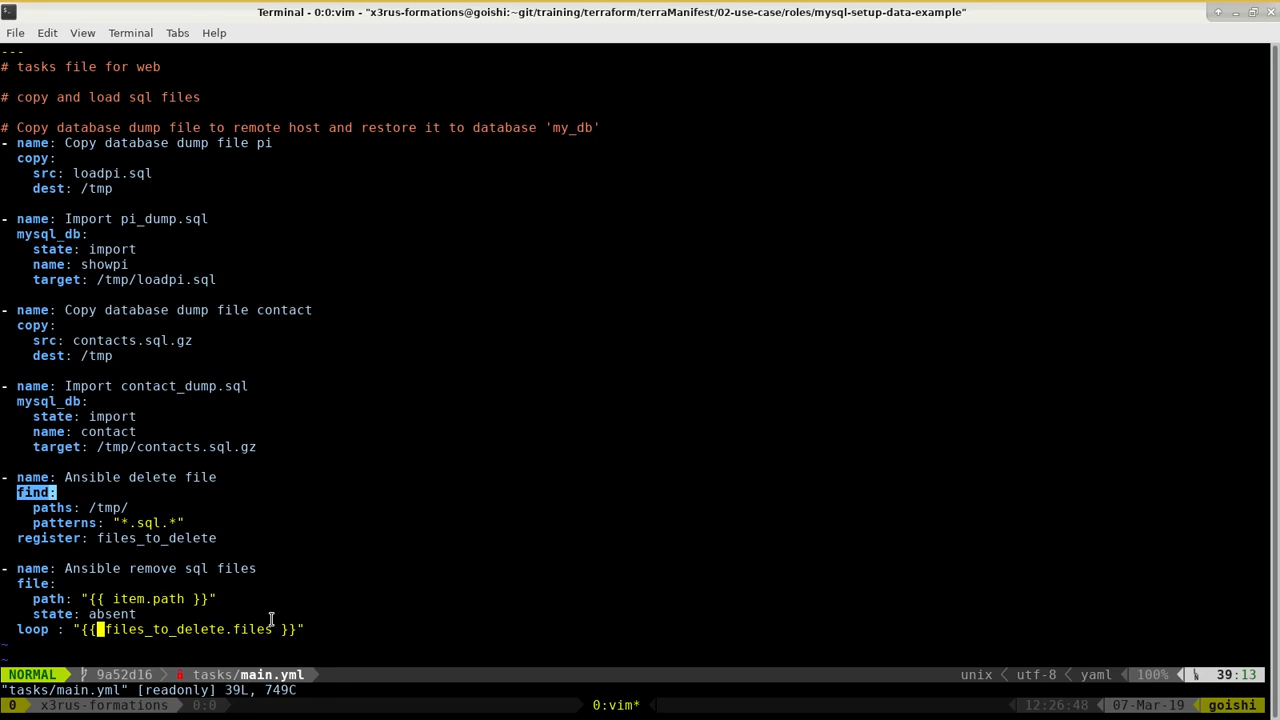 Terminal - 0:0:vim - "x3rus-formations@goishi:~git/training/terraform/terraManifest/02-use-case/roles/mysql-setup-data-example"
File Edit View Terminal Tabs Help
---
# tasks file for web
# copy and load sql files
# Copy database dump file to remote host and restore it to database 'my_db'
- name: Copy database dump file pi
  copy:
    src: loadpi.sql
    dest: /tmp
- name: Import pi_dump.sql
  mysql_db:
    state: import
    name: showpi
    target: /tmp/loadpi.sql
- name: Copy database dump file contact
  copy:
    src: contacts.sql.gz
    dest: /tmp
- name: Import contact_dump.sql
  mysql_db:
    state: import
    name: contact
    target: /tmp/contacts.sql.gz
- name: Ansible delete file
  find:
    paths: /tmp/
    patterns: "*.sql.*"
  register: files_to_delete
- name: Ansible remove sql files
  file:
    path: "{{ item.path }}"
    state: absent
  loop : "{{ files_to_delete.files }}"
~
~
NORMAL 9a52d16 tasks/main.yml unix utf-8 yaml 100% 39:13
"tasks/main.yml" [readonly] 39L, 749C
0 x3rus-formations 0:0 0:vim* 12:26:48 07-Mar-19 goishi